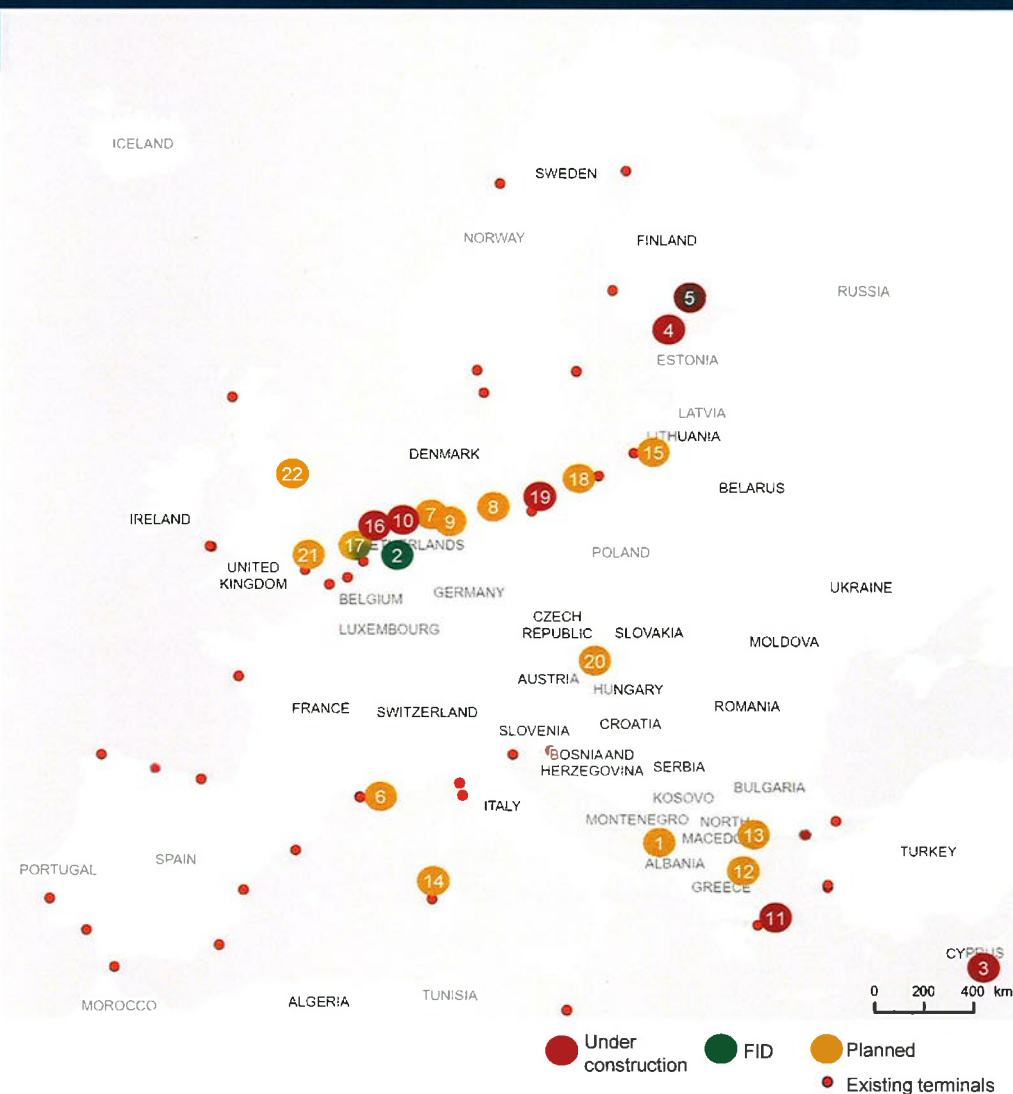 ICELAND
SWEDEN
NORWAY
FINLAND
RUSSIA
5
4
ESTONIA
LATVIA
LITHUANIA
DENMARK
15
22
18
BELARUS
19
8
IRELAND
16
10
7
9
17
NETHERLANDS
21
2
POLAND
UNITED
KINGDOM
BELGIUM
GERMANY
UKRAINE
LUXEMBOURG
CZECH
REPUBLIC
SLOVAKIA
MOLDOVA
20
AUSTRIA
HUNGARY
FRANCE
SWITZERLAND
ROMANIA
SLOVENIA
CROATIA
BOSNIA AND
HERZEGOVINA
SERBIA
BULGARIA
6
ITALY
KOSOVO
MONTENEGRO
NORTH
13
1
TURKEY
SPAIN
ALBANIA
PORTUGAL
12
14
GREECE
11
CYPRUS
3
MOROCCO
ALGERIA
TUNISIA
0 200 400 km
Under
construction
FID
Planned
Existing terminals